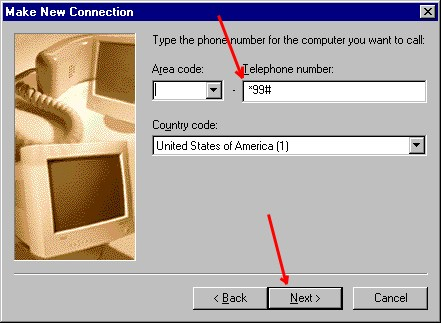 Make New Connection
Type the phone number for the computer you want to call:
Area code:
Telephone number:
-
*99#
Country code:
United States of America (1)
< Back
Next >
Cancel